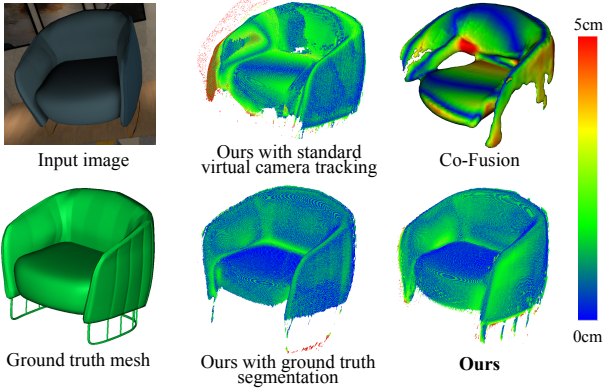 5cm
Input image
Ours with standard
virtual camera tracking
Co-Fusion
0cm
Ground truth mesh
Ours with ground truth
segmentation
Ours